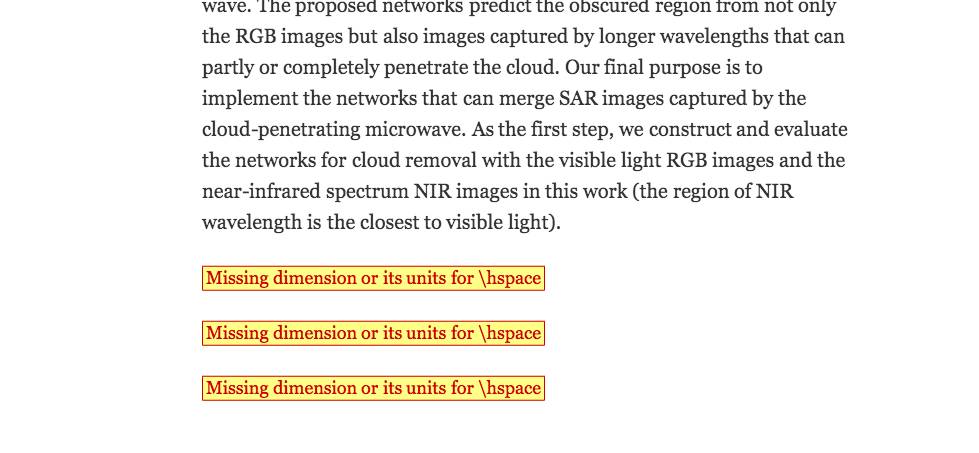 wave. The proposed networks predict the obscured region from not only
the RGB images but also images captured by longer wavelengths that can
partly or completely penetrate the cloud. Our final purpose is to
implement the networks that can merge SAR images captured by the
cloud-penetrating microwave. As the first step, we construct and evaluate
the networks for cloud removal with the visible light RGB images and the
near-infrared spectrum NIR images in this work (the region of NIR
wavelength is the closest to visible light).
Missing dimension or its units for \hspace
Missing dimension or its units for \hspace
Missing dimension or its units for \hspace